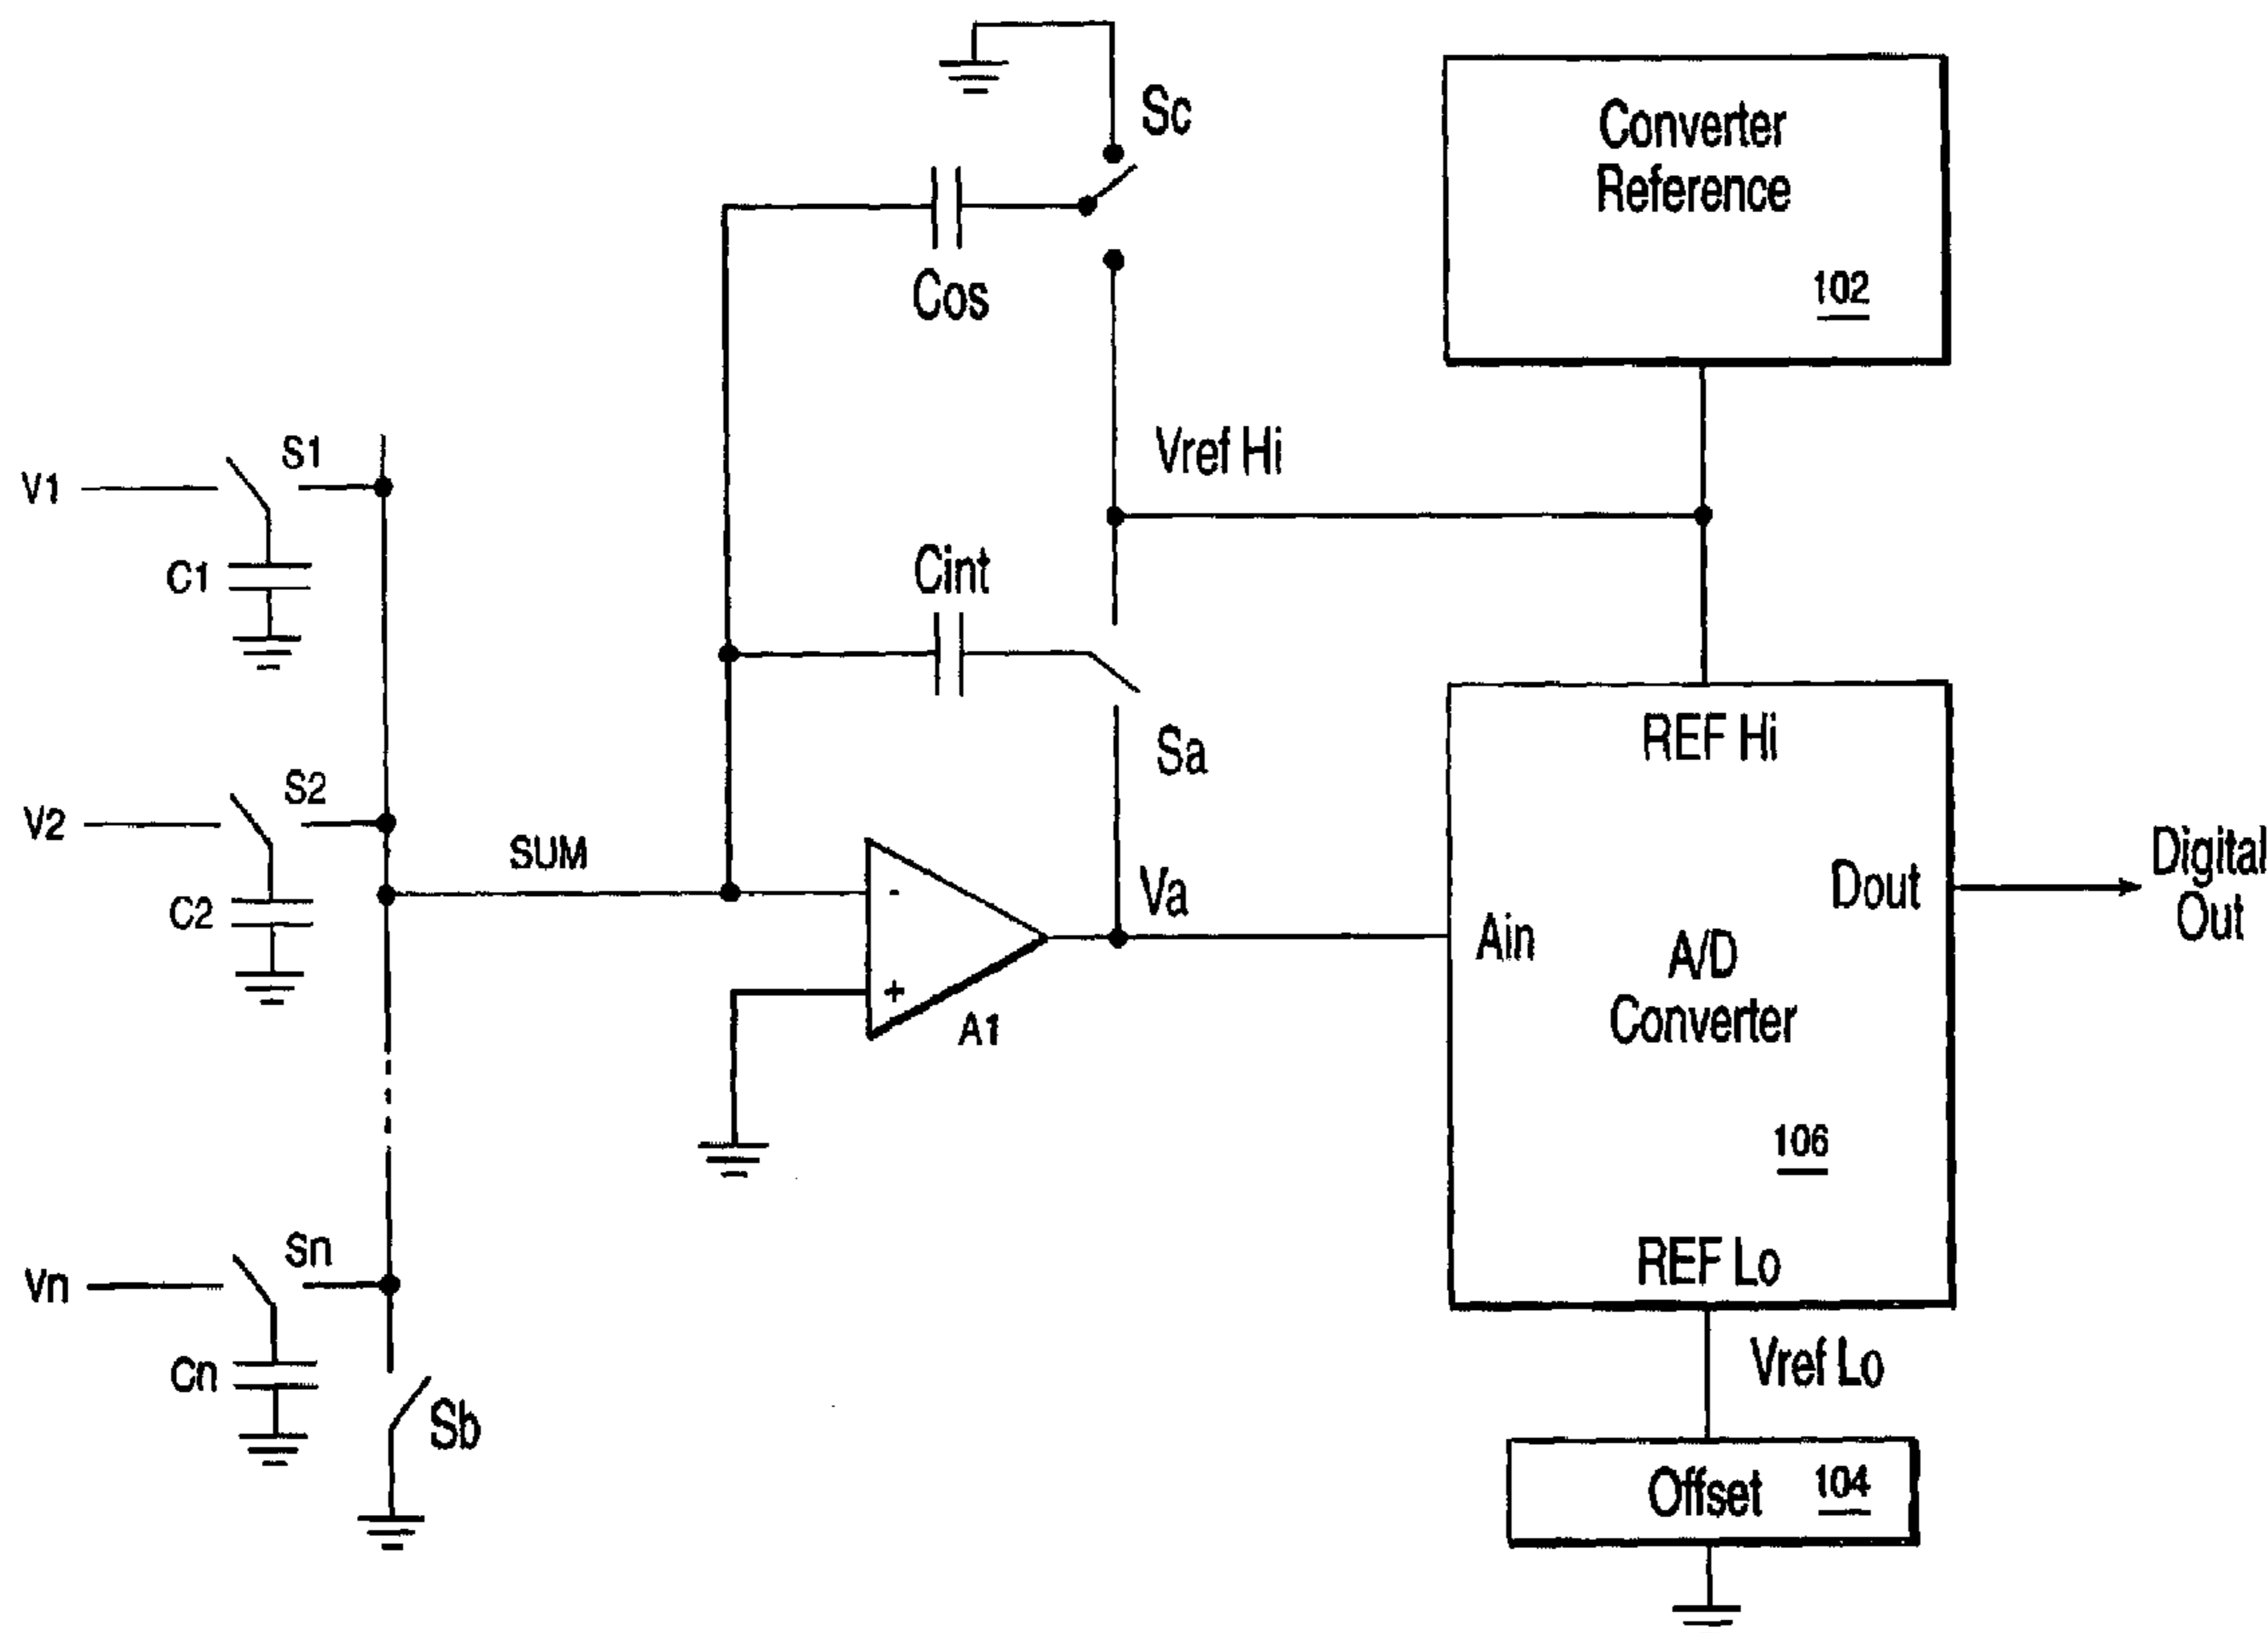 Sc
Converter
Reference
102
Cos
Vref Hi
S1
V1
C1
Cint
Sa
REF Hi
S2
V2
C2
SUM
-
+
A1
Va
Ain
Dout
A/D
Converter
106
REF Lo
Digital
Out
Sn
Vn
Cn
Sb
Vref Lo
Offset 104